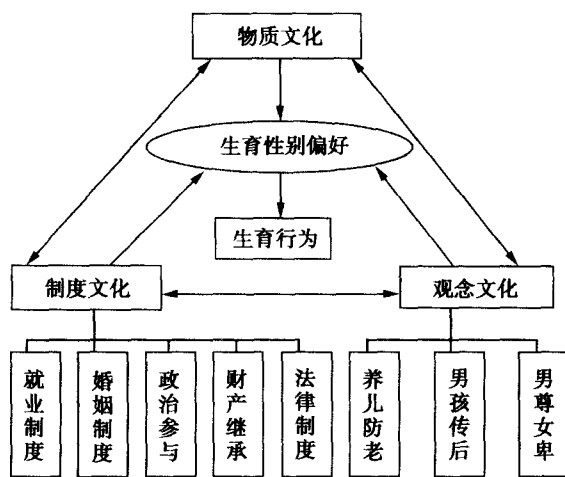 物质文化
生育性别偏好
生育行为
制度文化
观念文化
就业制度
婚姻制度
政治参与
财产继承
法律制度
养儿防老
男孩传后
男尊女卑